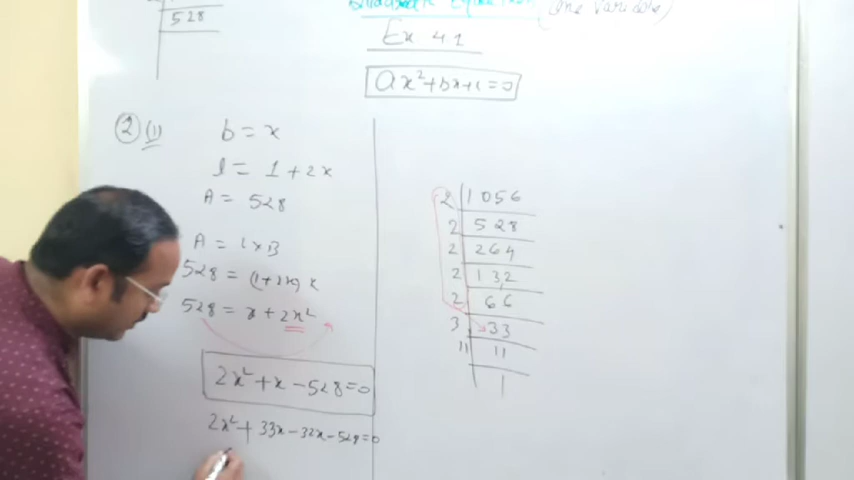 528
Quadratic Equation (One Variable)
Ex 4.1
ax²+bx+c=0
② (i)
b = x
l = 1 + 2x
A = 528
A = L × B
528 = (1+2x) x
528 = x + 2x²
2x² + x - 528 = 0
2x² + 33x - 32x - 528 = 0
2 | 1056
2 | 528
2 | 264
2 | 132
2 | 66
3 | 33
11 | 11
1